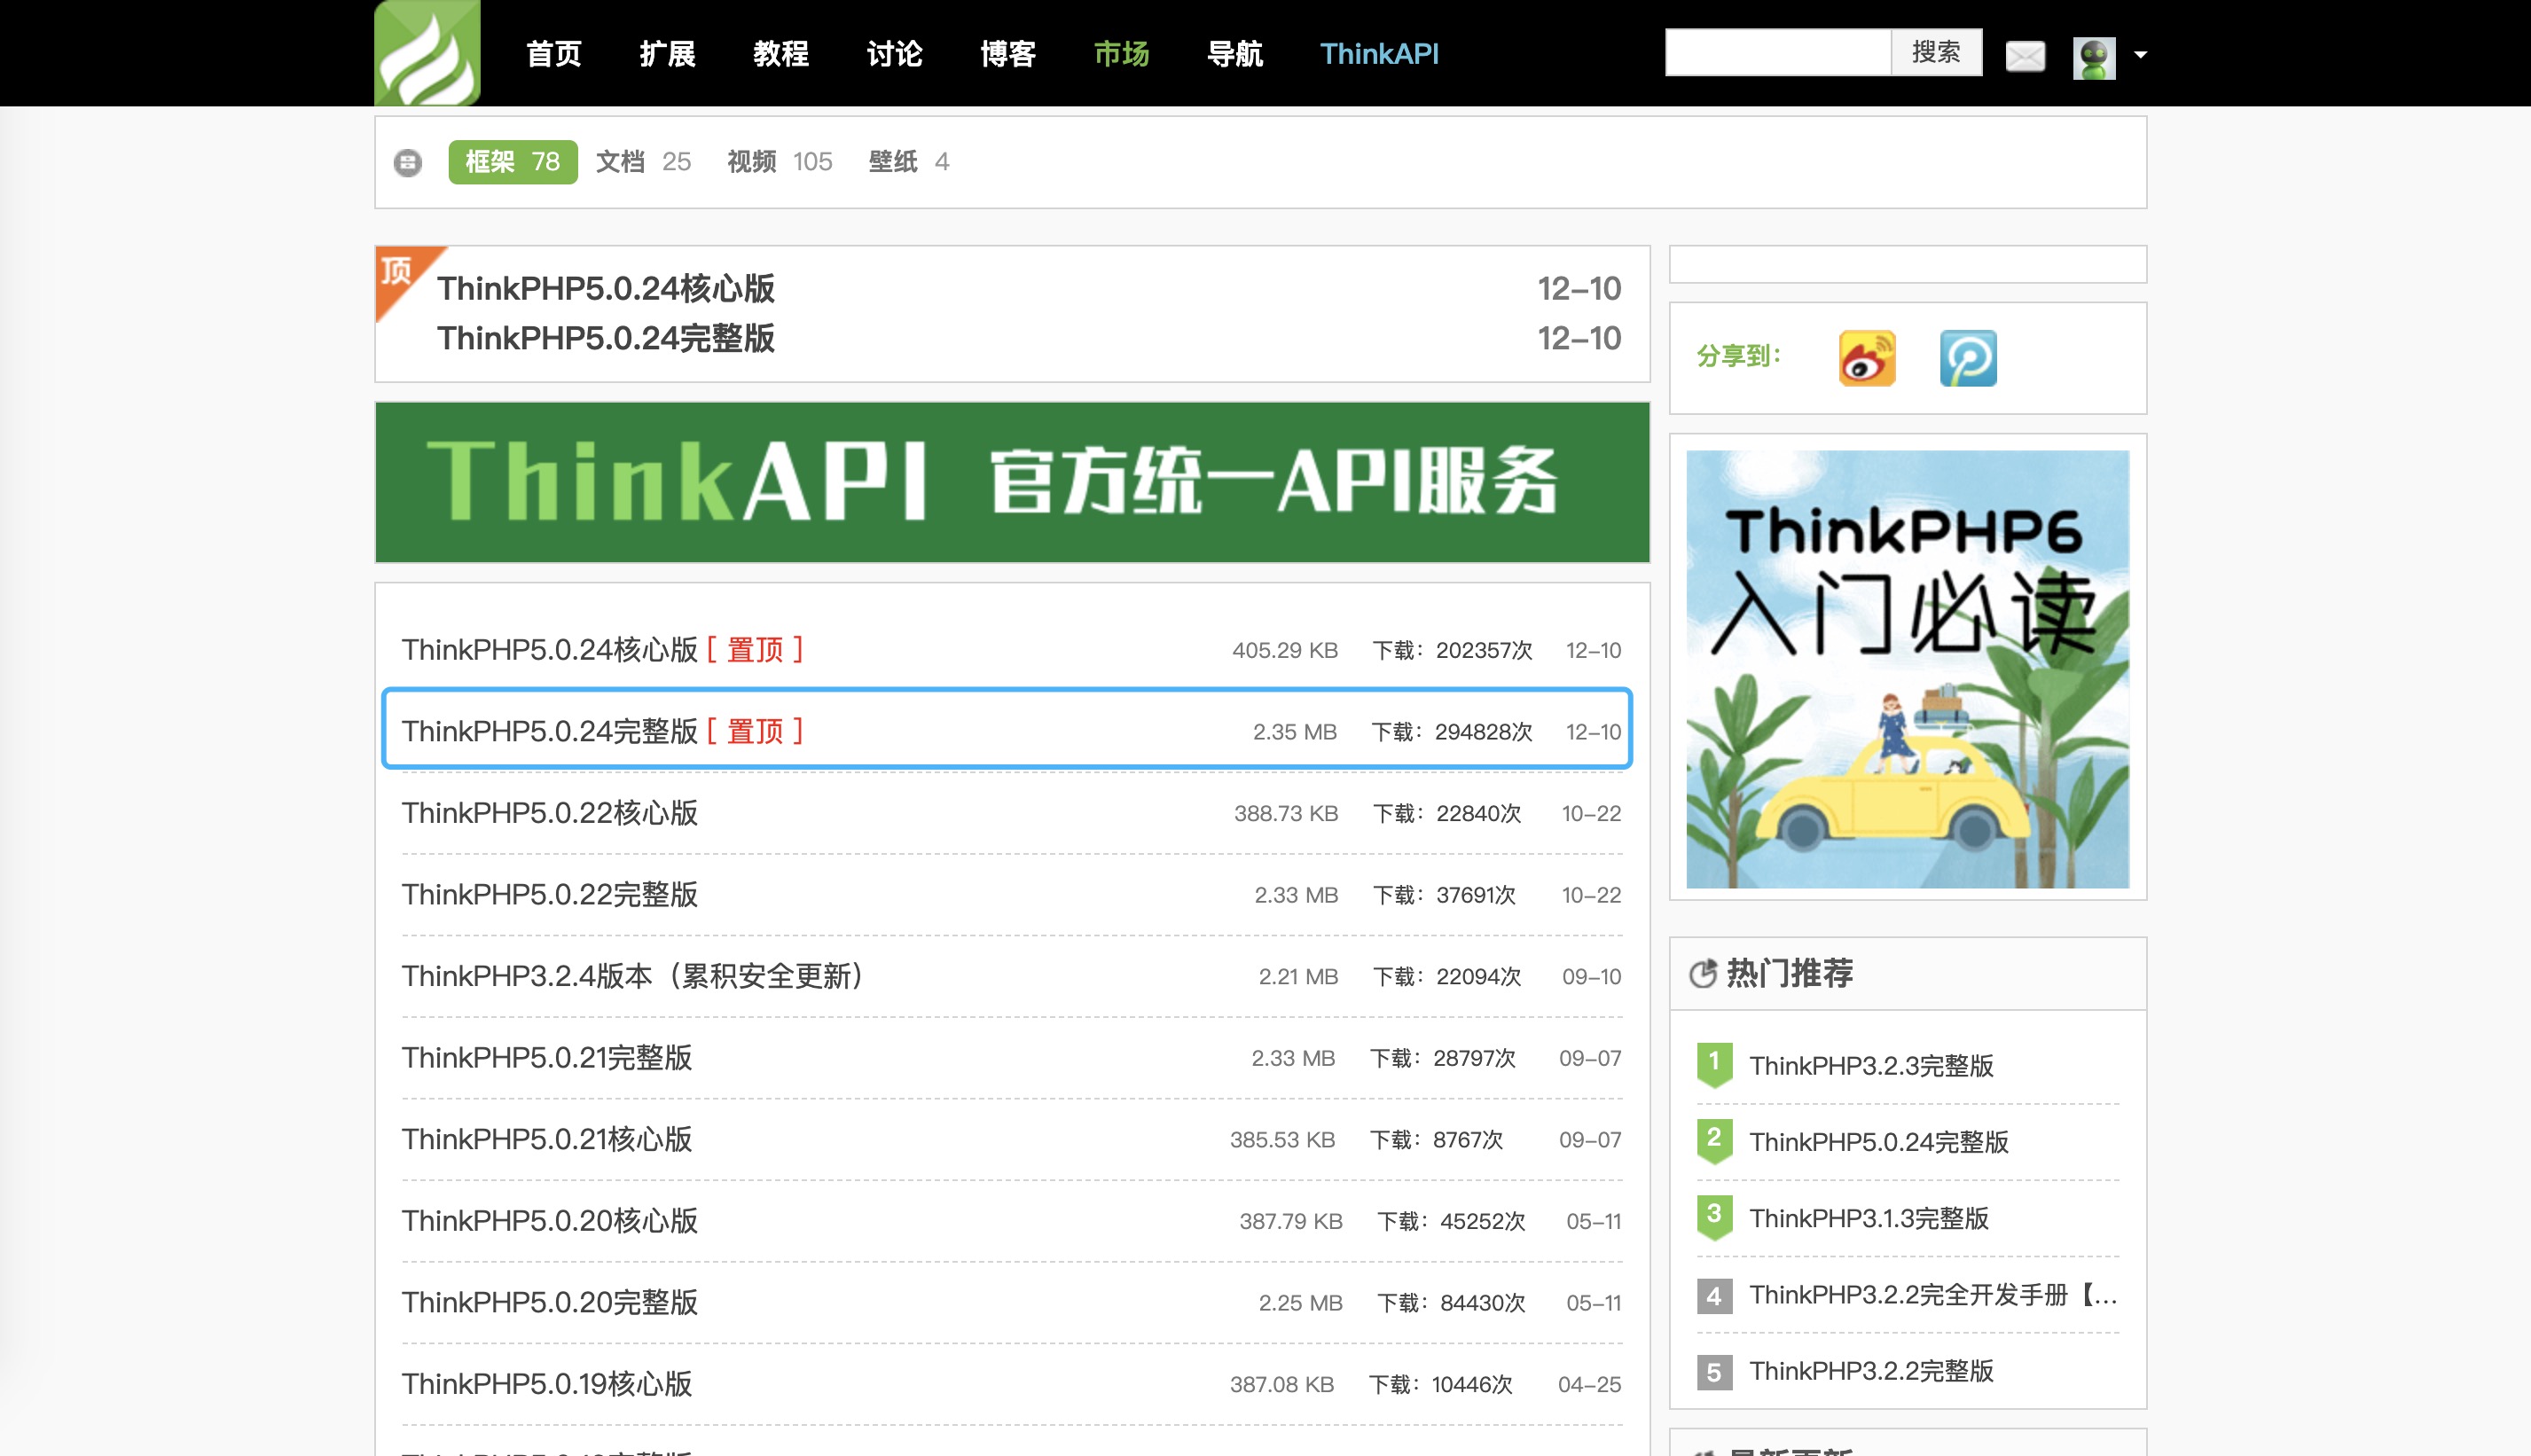 首页 扩展 教程 讨论 博客 市场 导航 ThinkAPI 搜索
框架 78 文档 25 视频 105 壁纸 4
顶
ThinkPHP5.0.24核心版 12-10
ThinkPHP5.0.24完整版 12-10
ThinkAPI 官方统一API服务
ThinkPHP5.0.24核心版 [ 置顶 ] 405.29 KB 下载：202357次 12-10
ThinkPHP5.0.24完整版 [ 置顶 ] 2.35 MB 下载：294828次 12-10
ThinkPHP5.0.22核心版 388.73 KB 下载：22840次 10-22
ThinkPHP5.0.22完整版 2.33 MB 下载：37691次 10-22
ThinkPHP3.2.4版本（累积安全更新） 2.21 MB 下载：22094次 09-10
ThinkPHP5.0.21完整版 2.33 MB 下载：28797次 09-07
ThinkPHP5.0.21核心版 385.53 KB 下载：8767次 09-07
ThinkPHP5.0.20核心版 387.79 KB 下载：45252次 05-11
ThinkPHP5.0.20完整版 2.25 MB 下载：84430次 05-11
ThinkPHP5.0.19核心版 387.08 KB 下载：10446次 04-25
分享到：
ThinkPHP6
入门必读
热门推荐
1 ThinkPHP3.2.3完整版
2 ThinkPHP5.0.24完整版
3 ThinkPHP3.1.3完整版
4 ThinkPHP3.2.2完全开发手册【...
5 ThinkPHP3.2.2完整版